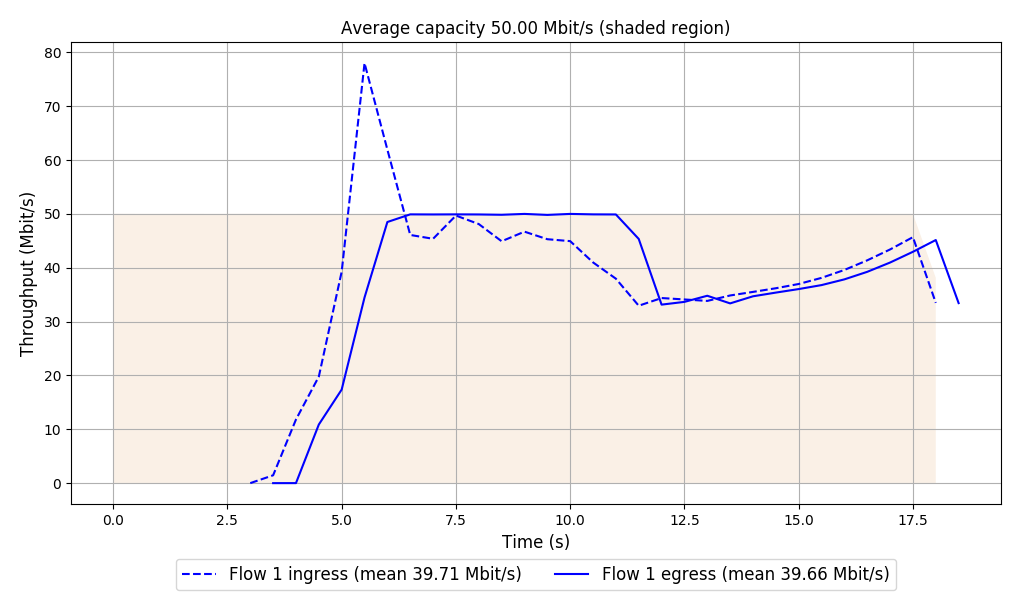 Average capacity 50.00 Mbit/s (shaded region)
80
70
60
50
40
30
20
10
0
Throughput (Mbit/s)
0.0 2.5 5.0 7.5 10.0 12.5 15.0 17.5
Time (s)
Flow 1 ingress (mean 39.71 Mbit/s) Flow 1 egress (mean 39.66 Mbit/s)